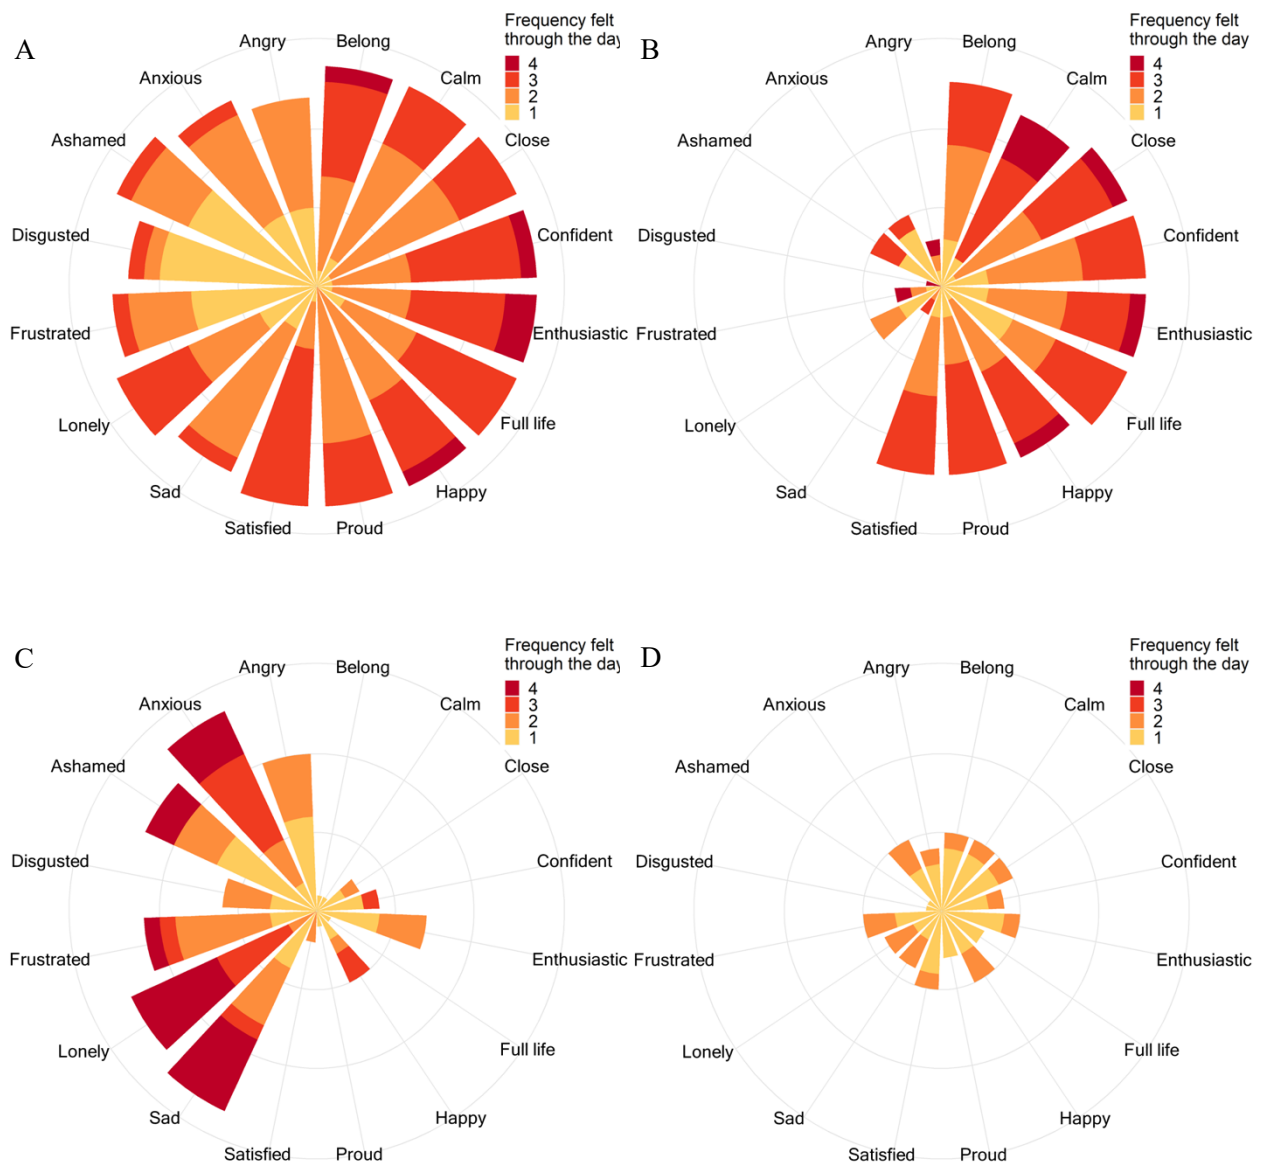 A
Frequency felt
through the day
4
3
2
1
Angry
Belong
Anxious
Calm
Ashamed
Close
Disgusted
Confident
Frustrated
Enthusiastic
Lonely
Full life
Sad
Happy
Satisfied
Proud
B
Frequency felt
through the day
4
3
2
1
Angry
Belong
Anxious
Calm
Ashamed
Close
Disgusted
Confident
Frustrated
Enthusiastic
Lonely
Full life
Sad
Happy
Satisfied
Proud
C
Frequency felt
through the day
4
3
2
1
Angry
Belong
Anxious
Calm
Ashamed
Close
Disgusted
Confident
Frustrated
Enthusiastic
Lonely
Full life
Sad
Happy
Satisfied
Proud
D
Frequency felt
through the day
4
3
2
1
Angry
Belong
Anxious
Calm
Ashamed
Close
Disgusted
Confident
Frustrated
Enthusiastic
Lonely
Full life
Sad
Happy
Satisfied
Proud